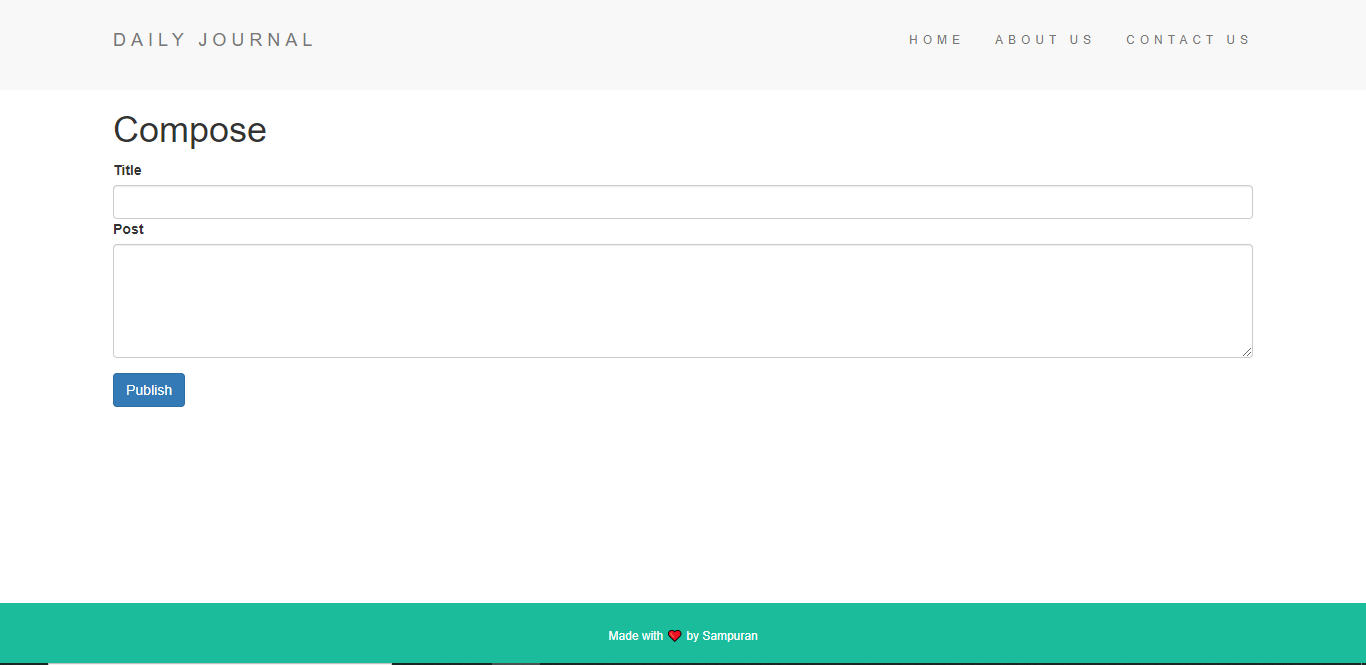 DAILY JOURNAL HOME ABOUT US CONTACT US
Compose
Title
Post
Publish
Made with ❤ by Sampuran